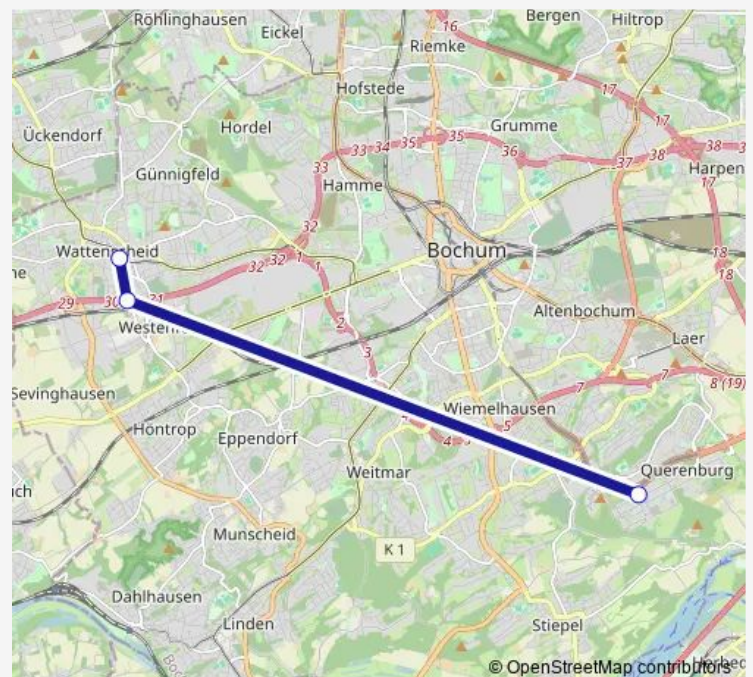 Röhlinghausen
Bergen
Hiltrop
Eickel
16
Riemke
Hofstede
17
Ückendorf
Hordel
Grumme
17
33
33
34
35
35
36
37
38
38
Harpen
Günnigfeld
Hamme
17
32
Wattenscheid
Bochum
32
32
1
1
18
18
29
30
31
2
Altenbochum
3
Laer
7
7
8 (19)
Sevinghausen
Wiemelhausen
Höntrop
Eppendorf
4
5
Weitmar
Querenburg
K 1
Munscheid
Dahlhausen
Linden
Stiepel
© OpenStreetMap contributors